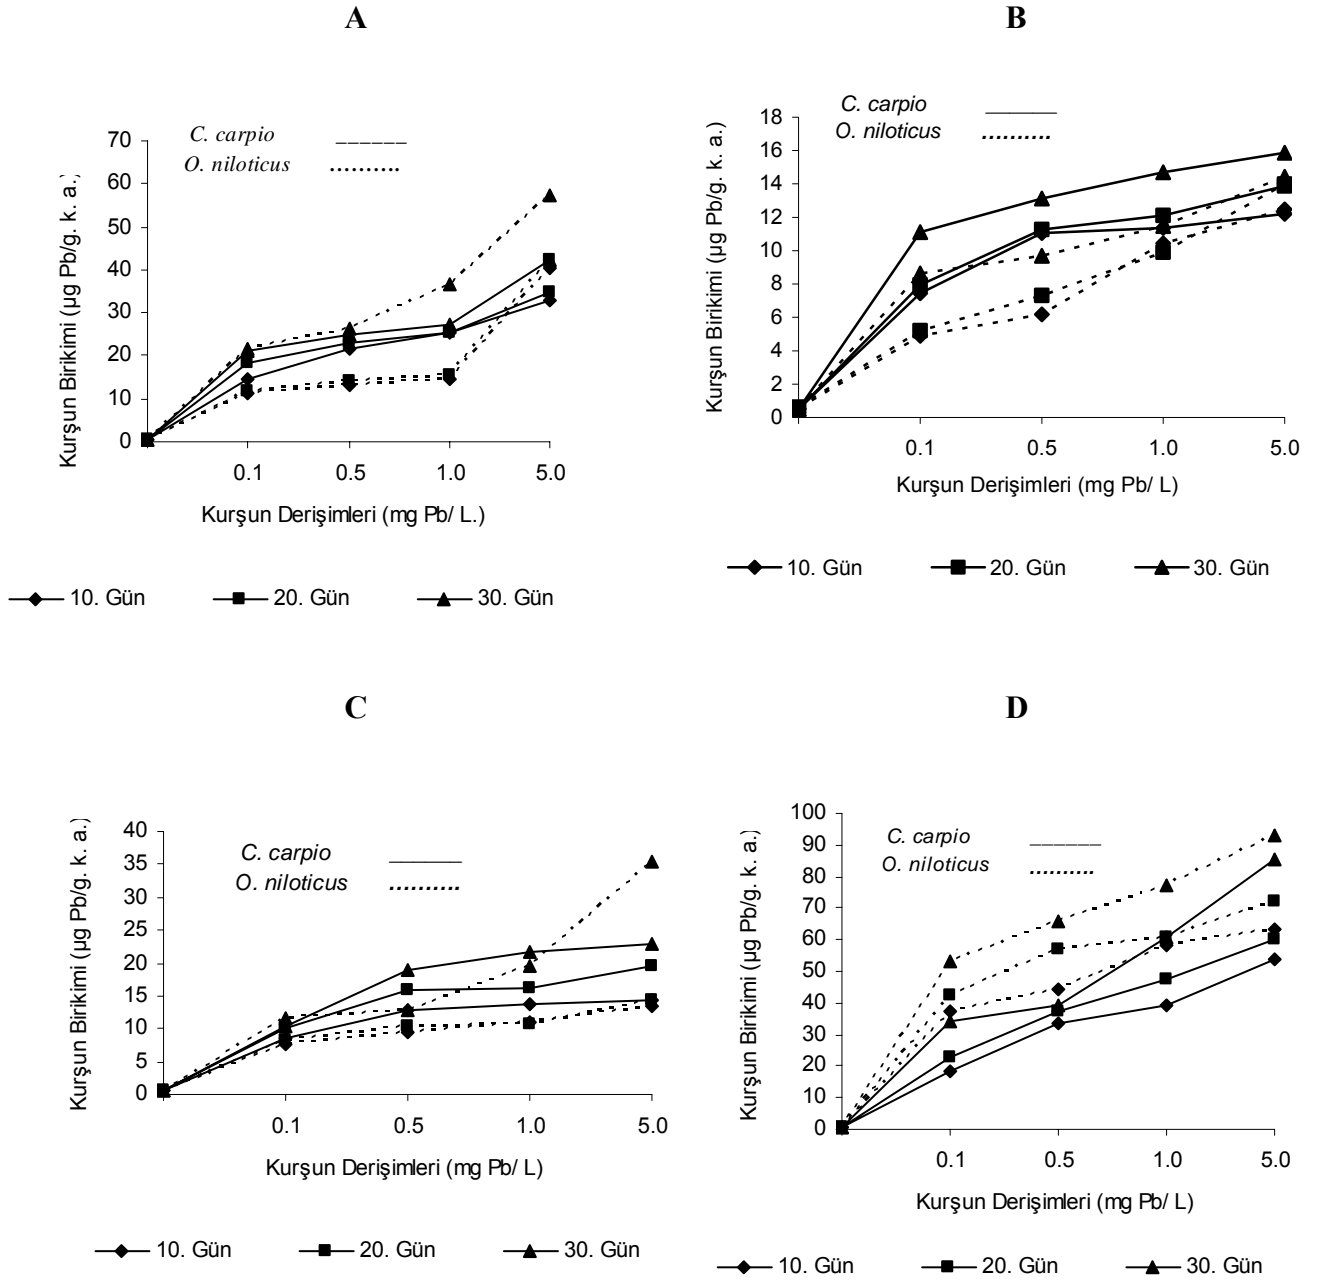 A
Kurşun Birikimi (µg Pb/g. k. a.)
70
60
50
40
30
20
10
0
C. carpio
O. niloticus
0.1 0.5 1.0 5.0
Kurşun Derişimleri (mg Pb/ L.)
10. Gün 20. Gün 30. Gün
B
Kurşun Birikimi (µg Pb/g. k. a.)
18
16
14
12
10
8
6
4
2
0
C. carpio
O. niloticus
0.1 0.5 1.0 5.0
Kurşun Derişimleri (mg Pb/ L)
10. Gün 20. Gün 30. Gün
C
Kurşun Birikimi (µg Pb/g. k. a.)
40
35
30
25
20
15
10
5
0
C. carpio
O. niloticus
0.1 0.5 1.0 5.0
Kurşun Derişimleri (mg Pb/ L)
10. Gün 20. Gün 30. Gün
D
Kurşun Birikimi (µg Pb/g. k. a.)
100
90
80
70
60
50
40
30
20
10
0
C. carpio
O. niloticus
0.1 0.5 1.0 5.0
Kurşun Derişimleri (mg Pb/ L)
10. Gün 20. Gün 30. Gün